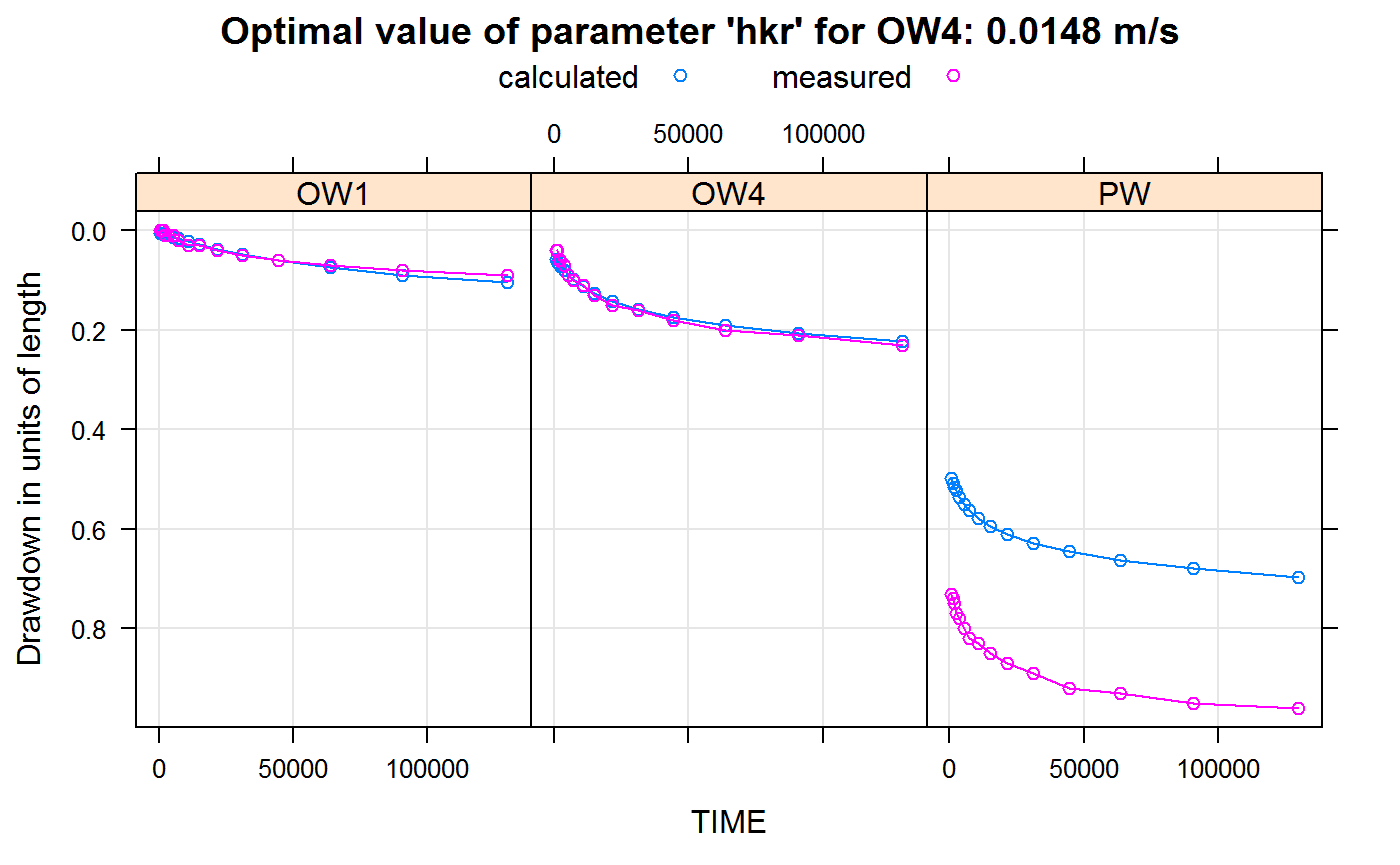 Optimal value of parameter 'hkr' for OW4: 0.0148 m/s
calculated measured
0 50000 100000
OW1 OW4 PW
0.0
0.2
0.4
0.6
0.8
Drawdown in units of length
0 50000 100000 0 50000 100000
TIME